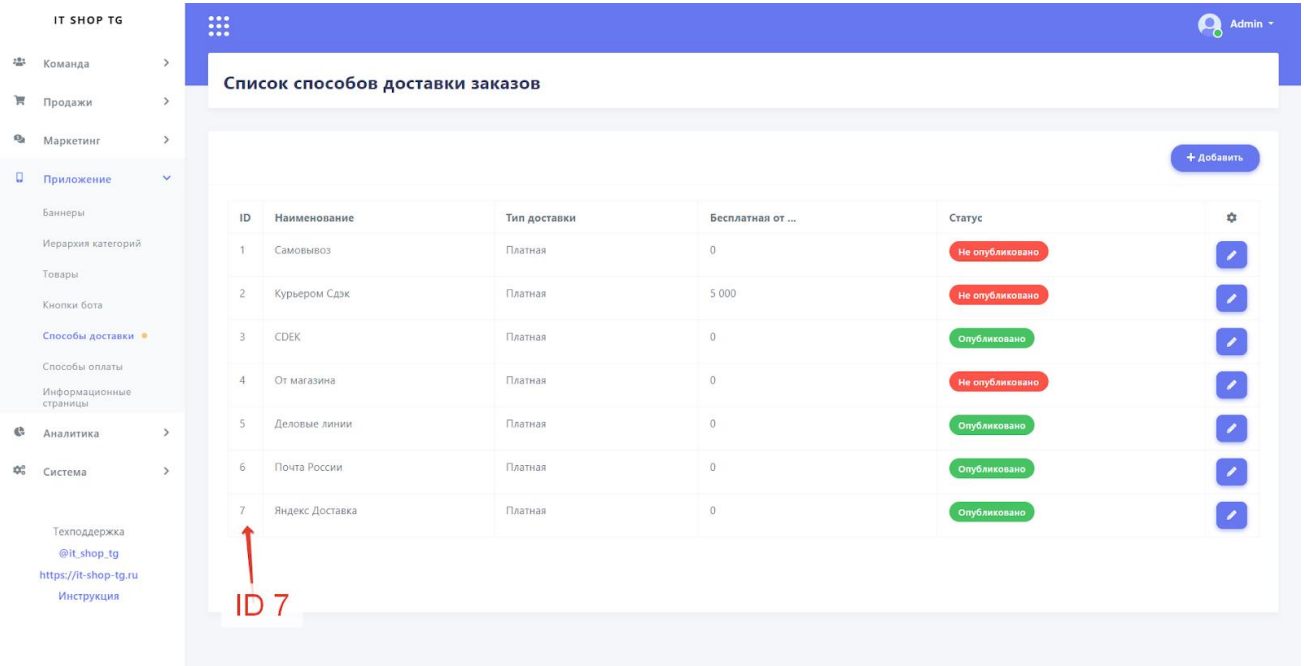 IT SHOP TG
Admin
Команда
Продажи
Маркетинг
Приложение
Баннеры
Иерархия категорий
Товары
Кнопки бота
Способы доставки
Способы оплаты
Информационные
страницы
Аналитика
Система
Техподдержка
@it_shop_tg
https://it-shop-tg.ru
Инструкция
Список способов доставки заказов
+ Добавить
ID Наименование Тип доставки Бесплатная от ... Статус
1 Самовывоз Платная 0 Не опубликовано
2 Курьером Сдэк Платная 5 000 Не опубликовано
3 CDEK Платная 0 Опубликовано
4 От магазина Платная 0 Не опубликовано
5 Деловые линии Платная 0 Опубликовано
6 Почта России Платная 0 Опубликовано
7 Яндекс Доставка Платная 0 Опубликовано
ID 7